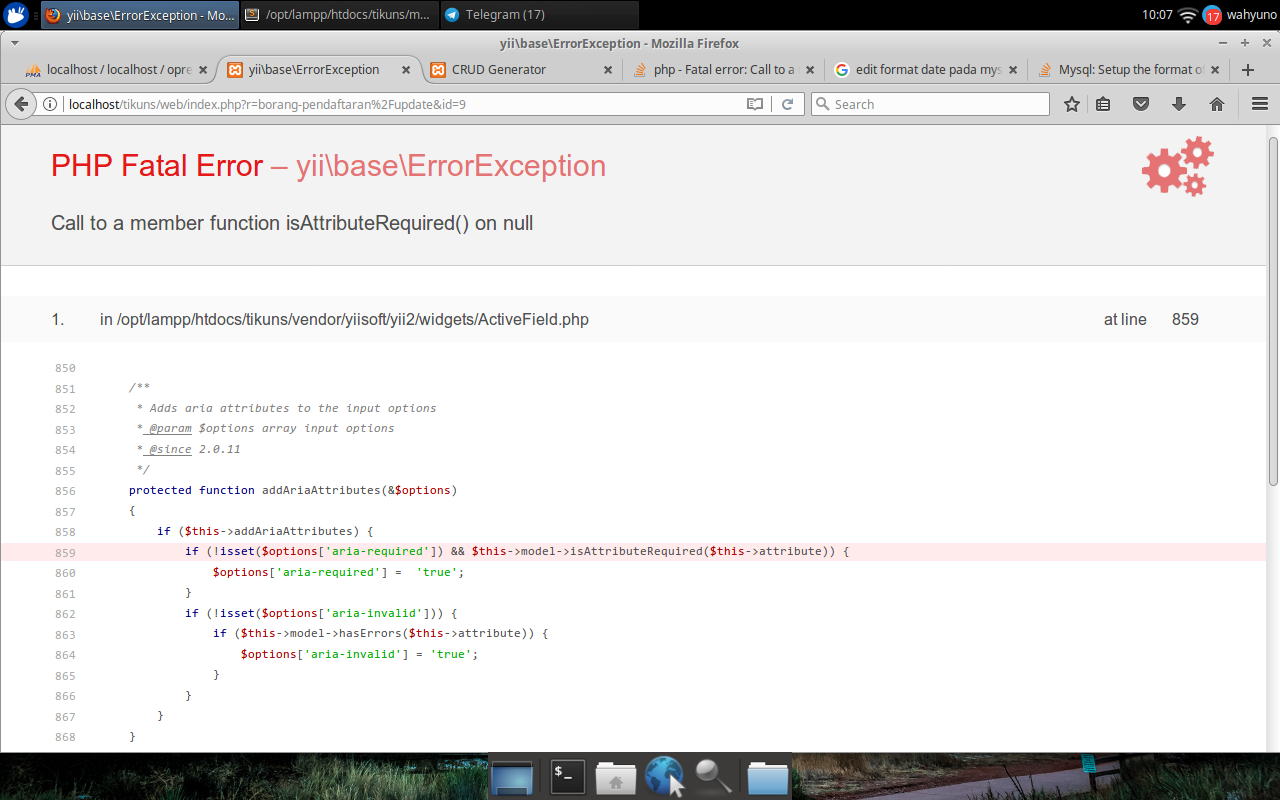 yii\base\ErrorException - Mo...
/opt/lampp/htdocs/tikuns/m...
Telegram (17)
10:07
17
wahyuno
yii\base\ErrorException - Mozilla Firefox
PMA
localhost / localhost / opre
yii\base\ErrorException
CRUD Generator
php - Fatal error: Call to a
edit format date pada mys
Mysql: Setup the format o
localhost/tikuns/web/index.php?r=borang-pendaftaran%2Fupdate&id=9
Search
PHP Fatal Error – yii\base\ErrorException
Call to a member function isAttributeRequired() on null
1. in /opt/lampp/htdocs/tikuns/vendor/yiisoft/yii2/widgets/ActiveField.php at line 859
850
851 /**
852 * Adds aria attributes to the input options
853 * @param $options array input options
854 * @since 2.0.11
855 */
856 protected function addAriaAttributes(&$options)
857 {
858 if ($this->addAriaAttributes) {
859 if (!isset($options['aria-required']) && $this->model->isAttributeRequired($this->attribute)) {
860 $options['aria-required'] =  'true';
861 }
862 if (!isset($options['aria-invalid'])) {
863 if ($this->model->hasErrors($this->attribute)) {
864 $options['aria-invalid'] = 'true';
865 }
866 }
867 }
868 }
$_